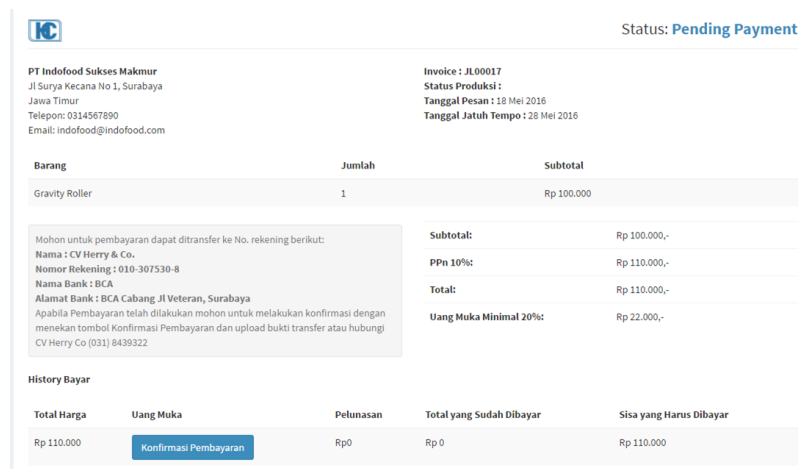 KC
Status: Pending Payment
PT Indofood Sukses Makmur
Jl Surya Kecana No 1, Surabaya
Jawa Timur
Telepon: 0314567890
Email: indofood@indofood.com
Invoice : JL00017
Status Produksi :
Tanggal Pesan : 18 Mei 2016
Tanggal Jatuh Tempo : 28 Mei 2016
Barang Jumlah Subtotal
Gravity Roller 1 Rp 100.000
Mohon untuk pembayaran dapat ditransfer ke No. rekening berikut:
Nama : CV Herry & Co.
Nomor Rekening : 010-307530-8
Nama Bank : BCA
Alamat Bank : BCA Cabang Jl Veteran, Surabaya
Apabila Pembayaran telah dilakukan mohon untuk melakukan konfirmasi dengan
menekan tombol Konfirmasi Pembayaran dan upload bukti transfer atau hubungi
CV Herry Co (031) 8439322
Subtotal: Rp 100.000,-
PPn 10%: Rp 110.000,-
Total: Rp 110.000,-
Uang Muka Minimal 20%: Rp 22.000,-
History Bayar
Total Harga Uang Muka Pelunasan Total yang Sudah Dibayar Sisa yang Harus Dibayar
Rp 110.000 Konfirmasi Pembayaran Rp0 Rp 0 Rp 110.000